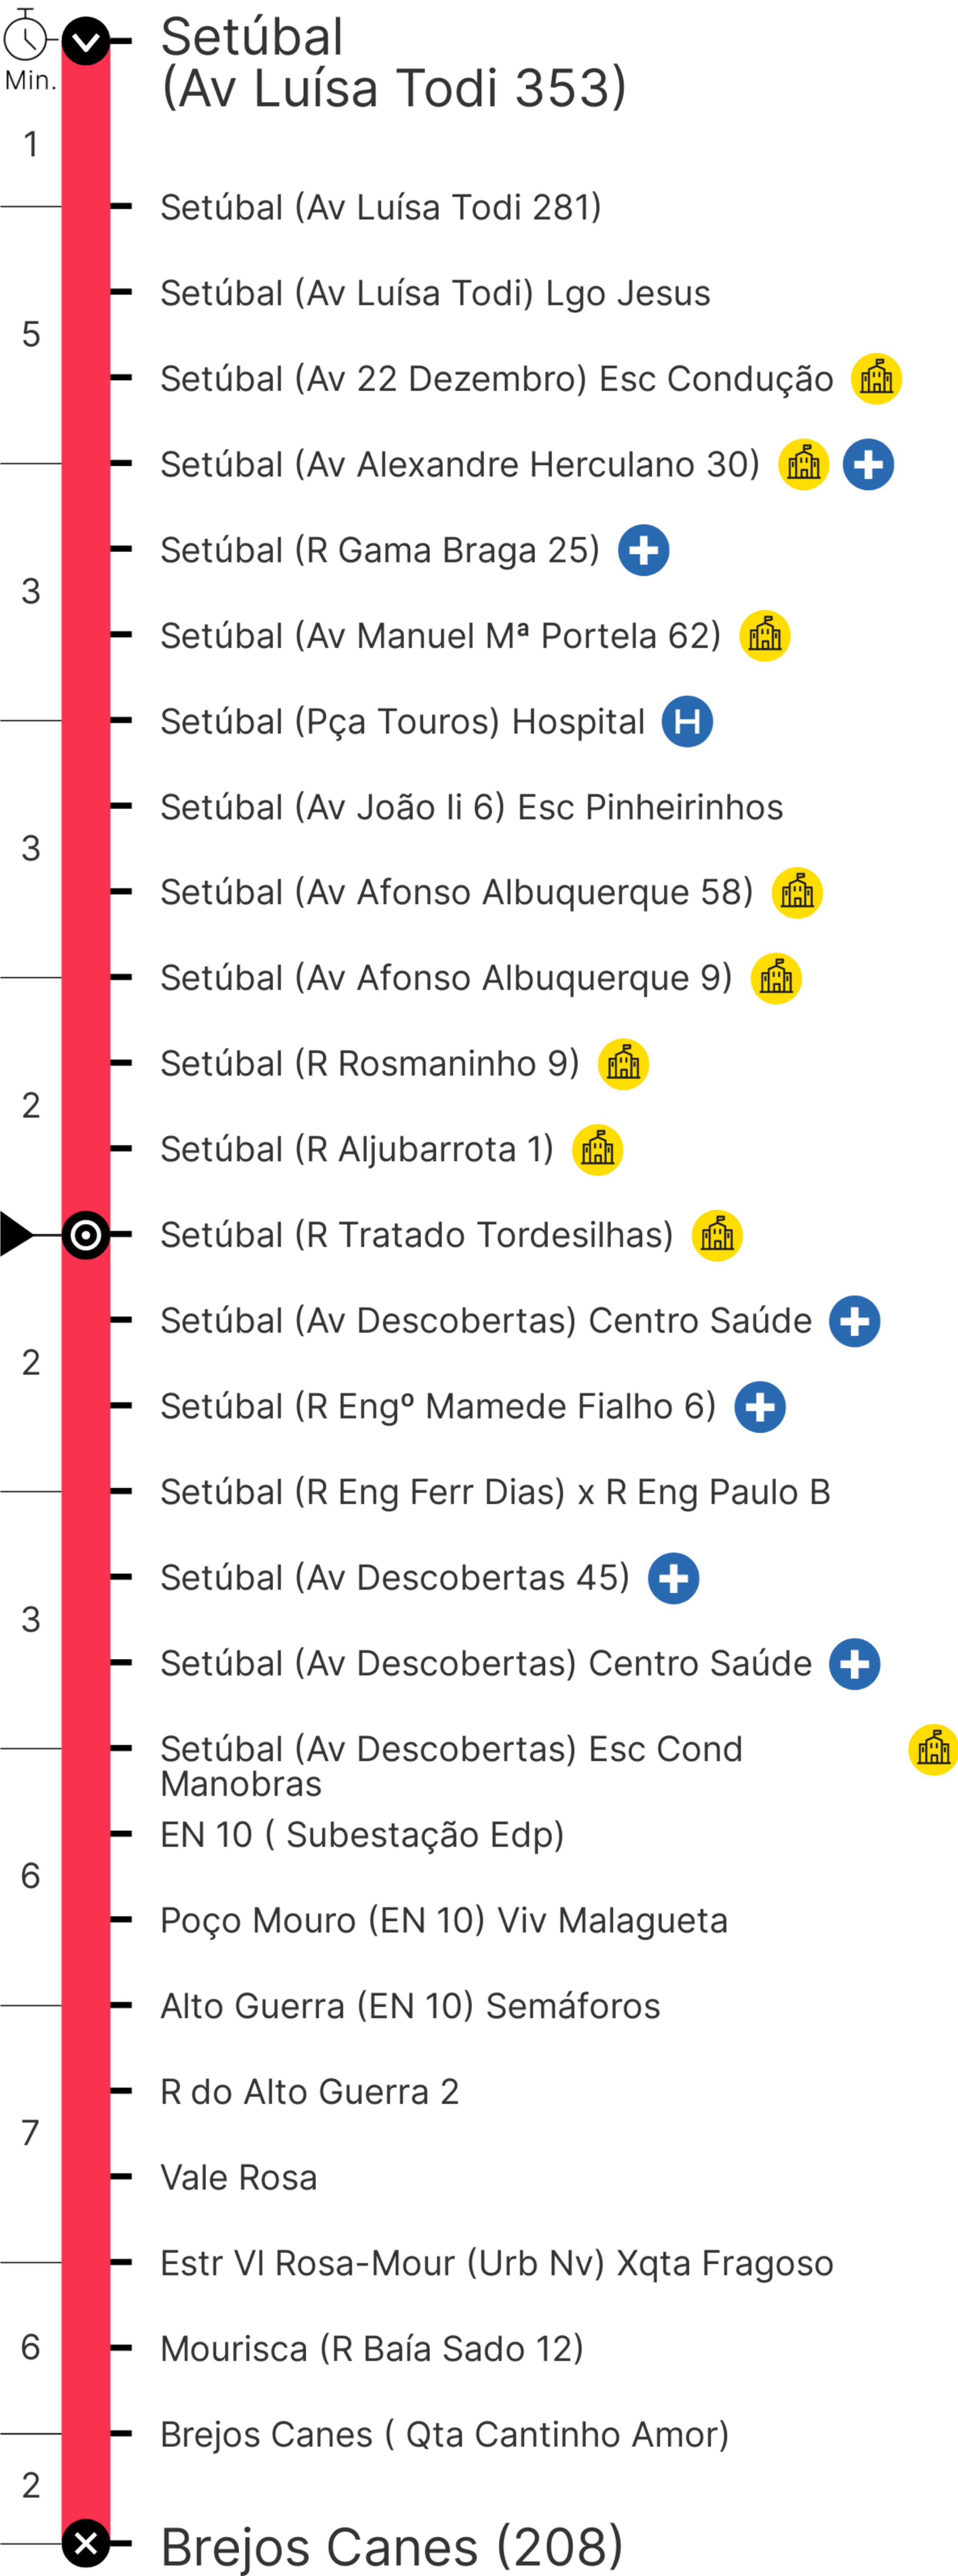 Setúbal
(Av Luísa Todi 353)
Min.
1
Setúbal (Av Luísa Todi 281)
Setúbal (Av Luísa Todi) Lgo Jesus
5
Setúbal (Av 22 Dezembro) Esc Condução
Setúbal (Av Alexandre Herculano 30)
Setúbal (R Gama Braga 25)
3
Setúbal (Av Manuel Mª Portela 62)
Setúbal (Pça Touros) Hospital H
Setúbal (Av João Ii 6) Esc Pinheirinhos
3
Setúbal (Av Afonso Albuquerque 58)
Setúbal (Av Afonso Albuquerque 9)
Setúbal (R Rosmaninho 9)
2
Setúbal (R Aljubarrota 1)
Setúbal (R Tratado Tordesilhas)
Setúbal (Av Descobertas) Centro Saúde
2
Setúbal (R Engº Mamede Fialho 6)
Setúbal (R Eng Ferr Dias) x R Eng Paulo B
Setúbal (Av Descobertas 45)
3
Setúbal (Av Descobertas) Centro Saúde
Setúbal (Av Descobertas) Esc Cond
Manobras
EN 10 ( Subestação Edp)
6
Poço Mouro (EN 10) Viv Malagueta
Alto Guerra (EN 10) Semáforos
R do Alto Guerra 2
7
Vale Rosa
Estr Vl Rosa-Mour (Urb Nv) Xqta Fragoso
6
Mourisca (R Baía Sado 12)
Brejos Canes ( Qta Cantinho Amor)
2
Brejos Canes (208)